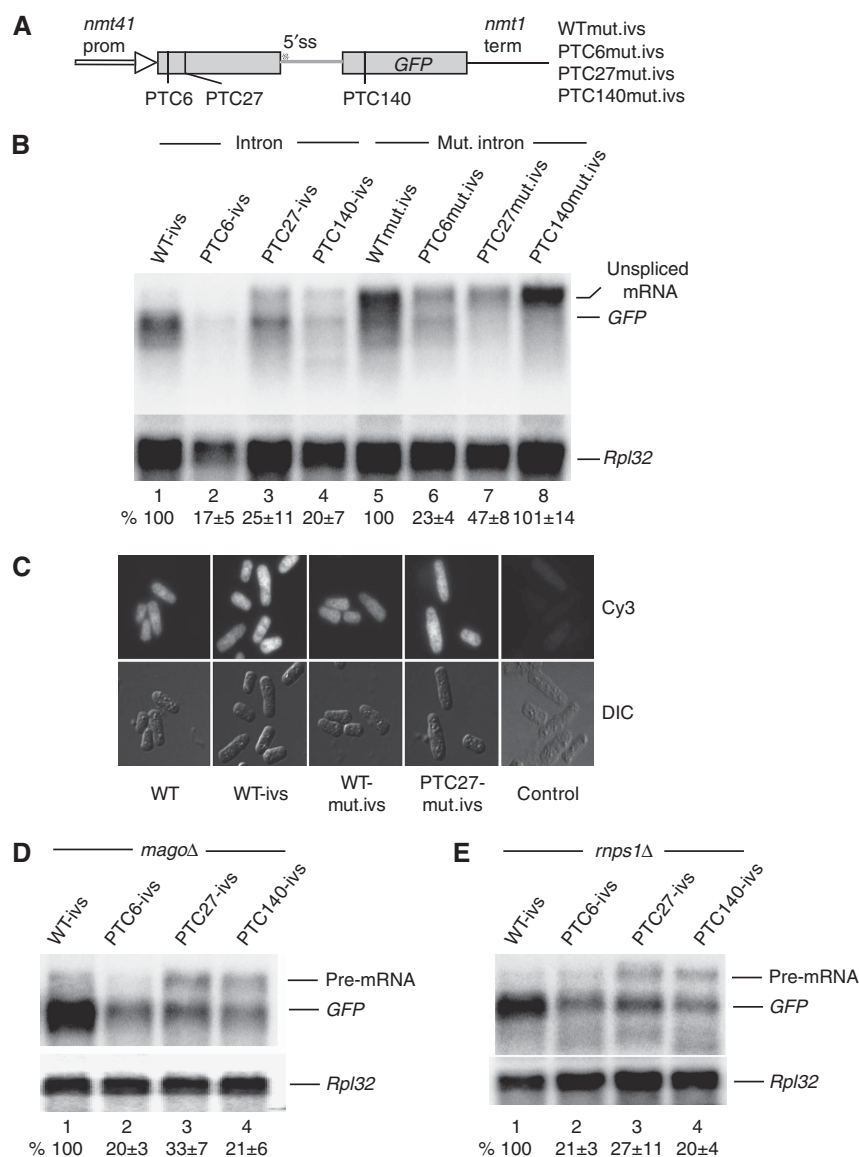 A
nmt41
prom
5′ss
nmt1
term
GFP
PTC6
PTC27
PTC140
WTmut.ivs
PTC6mut.ivs
PTC27mut.ivs
PTC140mut.ivs
B
Intron
Mut. intron
WT-ivs
PTC6-ivs
PTC27-ivs
PTC140-ivs
WTmut.ivs
PTC6mut.ivs
PTC27mut.ivs
PTC140mut.ivs
Unspliced
mRNA
GFP
Rpl32
1 2 3 4 5 6 7 8
% 100 17±5 25±11 20±7 100 23±4 47±8 101±14
C
Cy3
DIC
WT
WT-ivs
WT-
mut.ivs
PTC27-
mut.ivs
Control
D
magoΔ
WT-ivs
PTC6-ivs
PTC27-ivs
PTC140-ivs
Pre-mRNA
GFP
Rpl32
1 2 3 4
% 100 20±3 33±7 21±6
E
rnps1Δ
WT-ivs
PTC6-ivs
PTC27-ivs
PTC140-ivs
Pre-mRNA
GFP
Rpl32
1 2 3 4
% 100 21±3 27±11 20±4